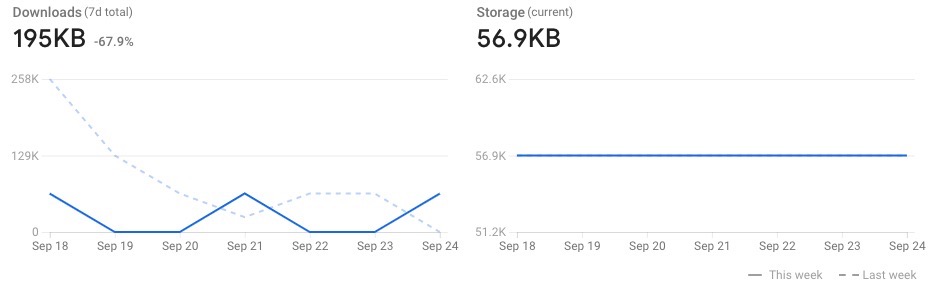 Downloads (7d total)
195KB -67.9%
258K
129K
0
Sep 18 Sep 19 Sep 20 Sep 21 Sep 22 Sep 23 Sep 24
Storage (current)
56.9KB
62.6K
56.9K
51.2K
Sep 18 Sep 19 Sep 20 Sep 21 Sep 22 Sep 23 Sep 24
This week Last week